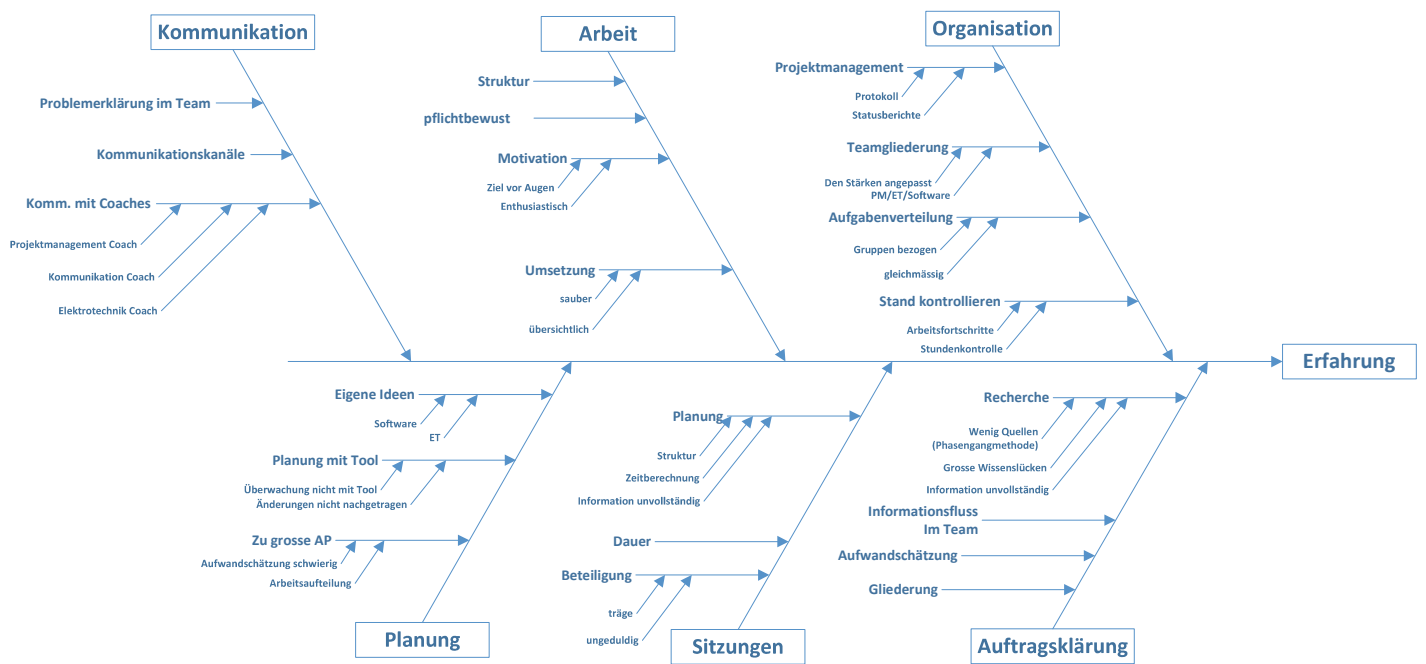 Kommunikation
Problemerklärung im Team
Kommunikationskanäle
Komm. mit Coaches
Projektmanagement Coach
Kommunikation Coach
Elektrotechnik Coach
Arbeit
Struktur
pflichtbewust
Motivation
Ziel vor Augen
Enthusiastisch
Umsetzung
sauber
übersichtlich
Organisation
Projektmanagement
Protokoll
Statusberichte
Teamgliederung
Den Stärken angepasst
PM/ET/Software
Aufgabenverteilung
Gruppen bezogen
gleichmässig
Stand kontrollieren
Arbeitsfortschritte
Stundenkontrolle
Erfahrung
Eigene Ideen
Software
ET
Planung mit Tool
Überwachung nicht mit Tool
Änderungen nicht nachgetragen
Zu grosse AP
Aufwandschätzung schwierig
Arbeitsaufteilung
Planung
Planung
Struktur
Zeitberechnung
Information unvollständig
Dauer
Beteiligung
träge
ungeduldig
Sitzungen
Recherche
Wenig Quellen
(Phasengangmethode)
Grosse Wissenslücken
Information unvollständig
Informationsfluss
Im Team
Aufwandschätzung
Gliederung
Auftragsklärung